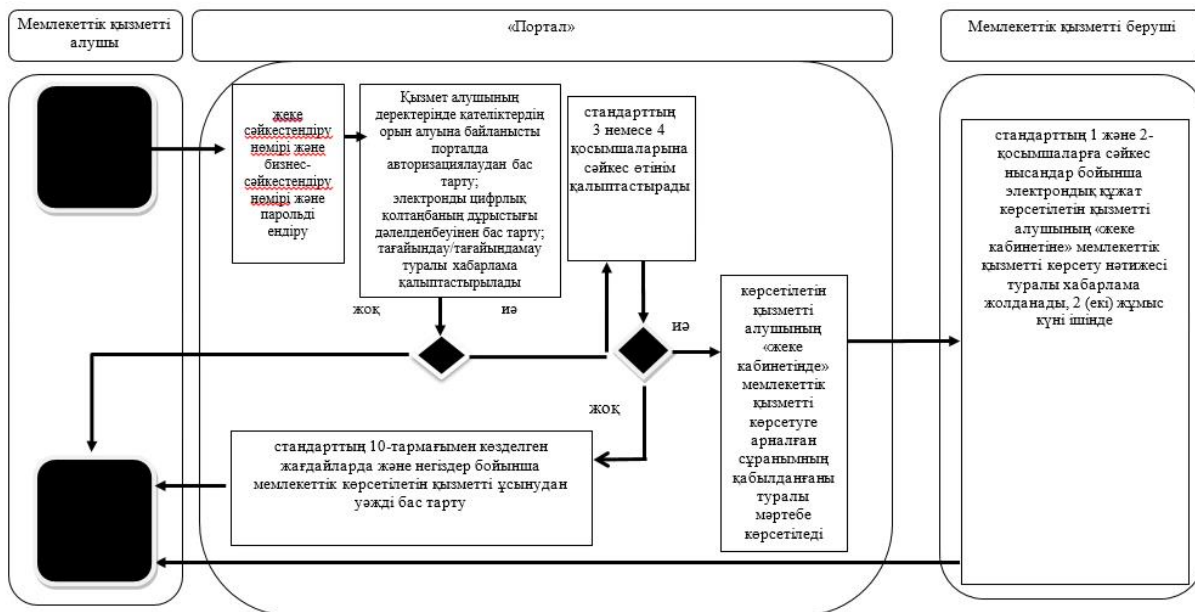 Мемлекеттік қызметті
алушы
«Портал»
Мемлекеттік қызметті беруші
жеке
сәйкестендіру
нөмірі және
бизнес-
сәйкестендіру
нөмірі және
парольді
ендіру
Қызмет алушының
деректерінде кателіктердің
орын алуына байланысты
порталда
авторизациялаудан бас
тарту;
электронды цифрлық
қолтаңбаның дұрыстығы
дәлелденбеуінен бас тарту;
тағайындау/тағайындамау
туралы хабарлама
қалыптастырылады
стандарттың
3 немесе 4
қосымшаларына
сәйкес өтінім
қалыптастырады
жоқ
иә
иә
жоқ
көрсетілетін
қызметті
алушының
«жеке
кабинетінде»
мемлекеттік
қызметті
көрсетуге
арналған
сұранымның
қабылданғаны
туралы
мәртебе
көрсетіледі
стандарттың 10-тармағымен көзделген
жағдайларда және негіздер бойынша
мемлекеттік көрсетілетін қызметті ұсынудан
уәжді бас тарту
стандарттың 1 және 2-
қосымшаларға сәйкес
нысандар бойынша
электрондық құжат
көрсетілетін қызметті
алушының «жеке
кабинетіне» мемлекеттік
қызметті көрсету нәтижесі
туралы хабарлама
жолданады, 2 (екі) жұмыс
күні ішінде